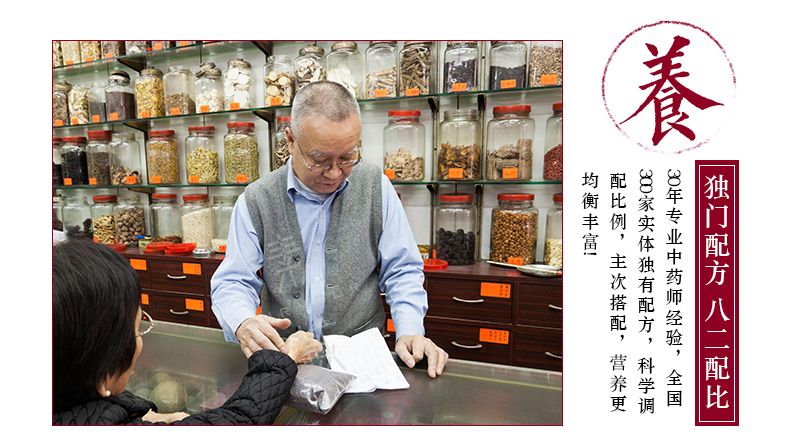 養
独门配方 八二配比
30年专业中药师经验，全国
300家实体独有配方，科学调
配比例，主次搭配，营养更
均衡丰富!